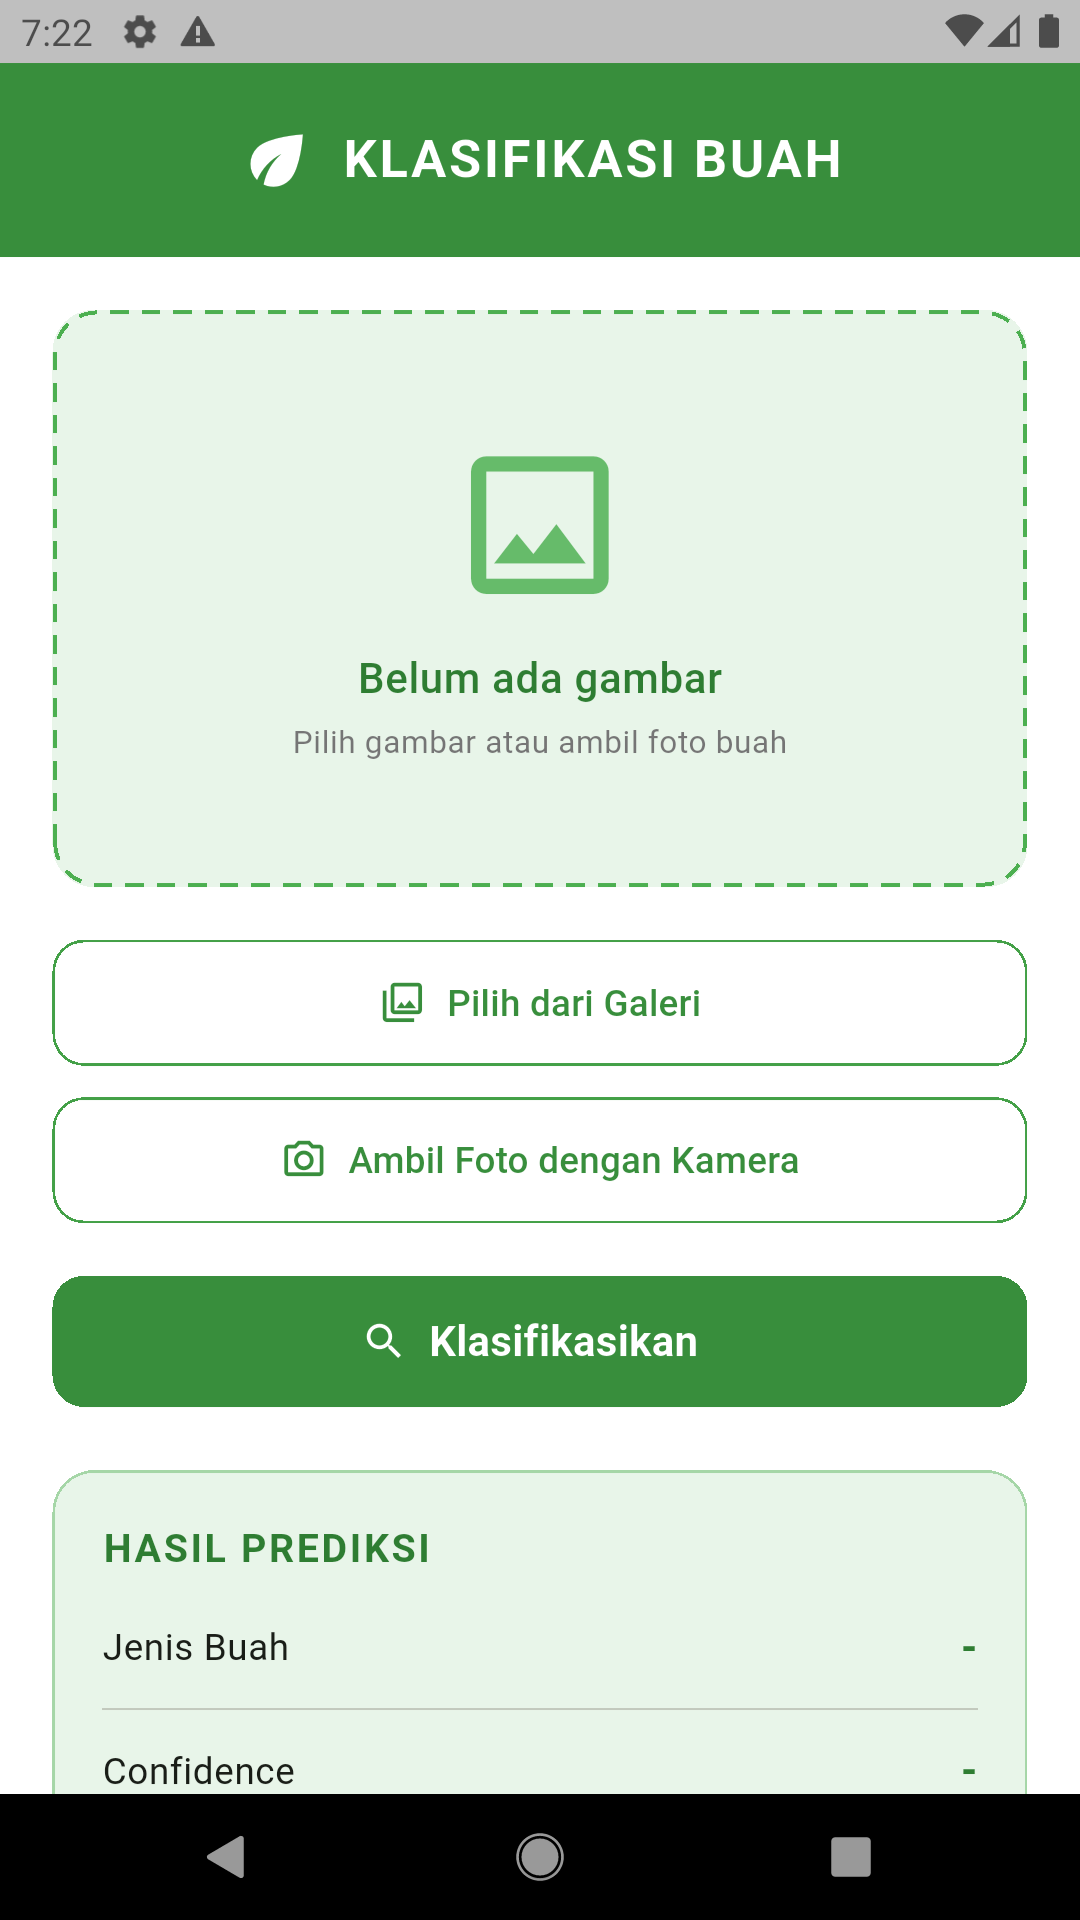 7:22
KLASIFIKASI BUAH
Belum ada gambar
Pilih gambar atau ambil foto buah
Pilih dari Galeri
Ambil Foto dengan Kamera
Klasifikasikan
HASIL PREDIKSI
Jenis Buah -
Confidence -